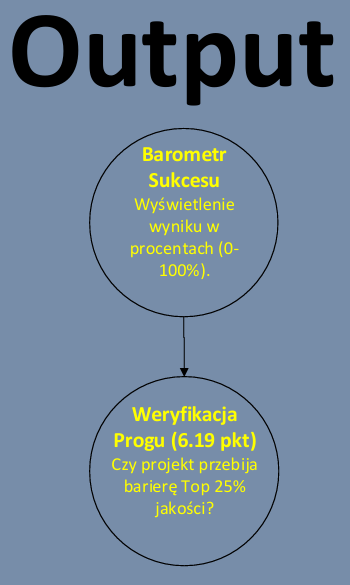 Output
Barometr
Sukcesu
Wyświetlenie
wyniku w
procentach (0-
100%).
Weryfikacja
Progu (6.19 pkt)
Czy projekt przebija
barierę Top 25%
jakości?